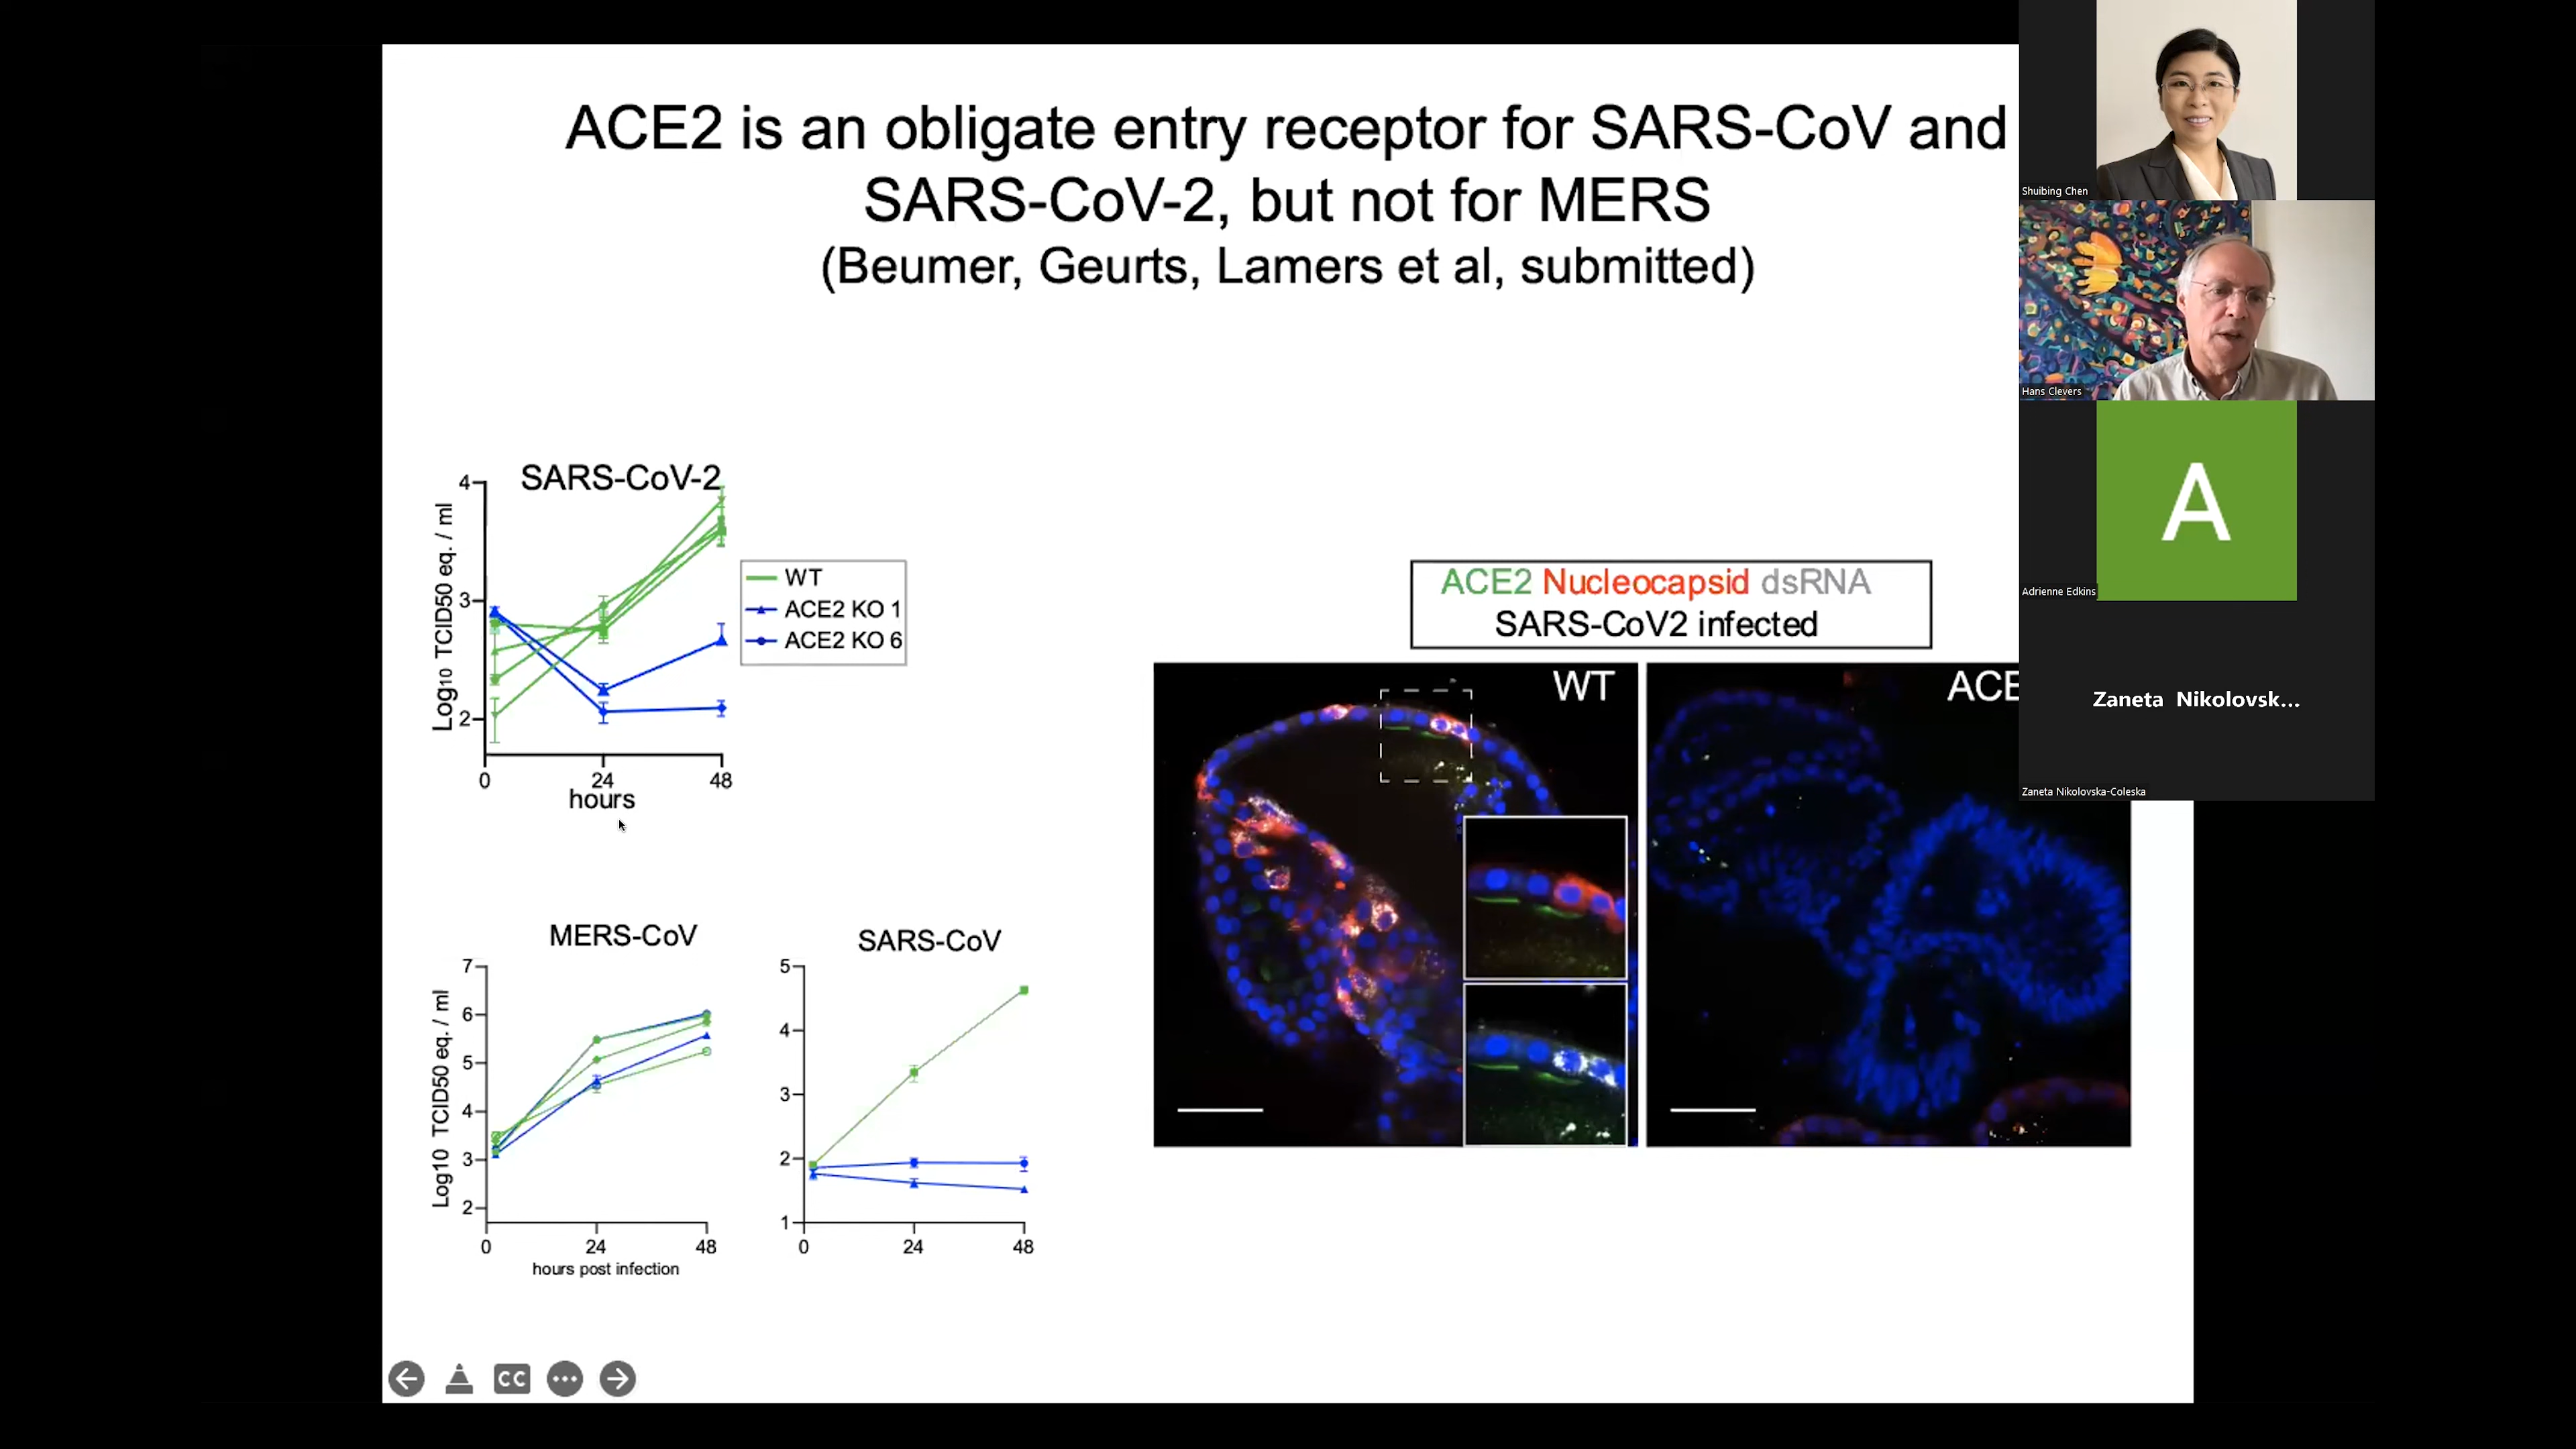 ACE2 is an obligate entry receptor for SARS-CoV and
SARS-CoV-2, but not for MERS
(Beumer, Geurts, Lamers et al, submitted)
SARS-CoV-2
Log10 TCID50 eq. / ml
4
3
2
0 24 48
hours
WT
ACE2 KO 1
ACE2 KO 6
MERS-CoV
Log10 TCID50 eq. / ml
7
6
5
4
3
2
0 24 48
hours post infection
SARS-CoV
5
4
3
2
1
0 24 48
ACE2 Nucleocapsid dsRNA
SARS-CoV2 infected
WT
ACE
CC
Shuibing Chen
Hans Clevers
A
Adrienne Edkins
Zaneta Nikolovsk...
Zaneta Nikolovska-Coleska